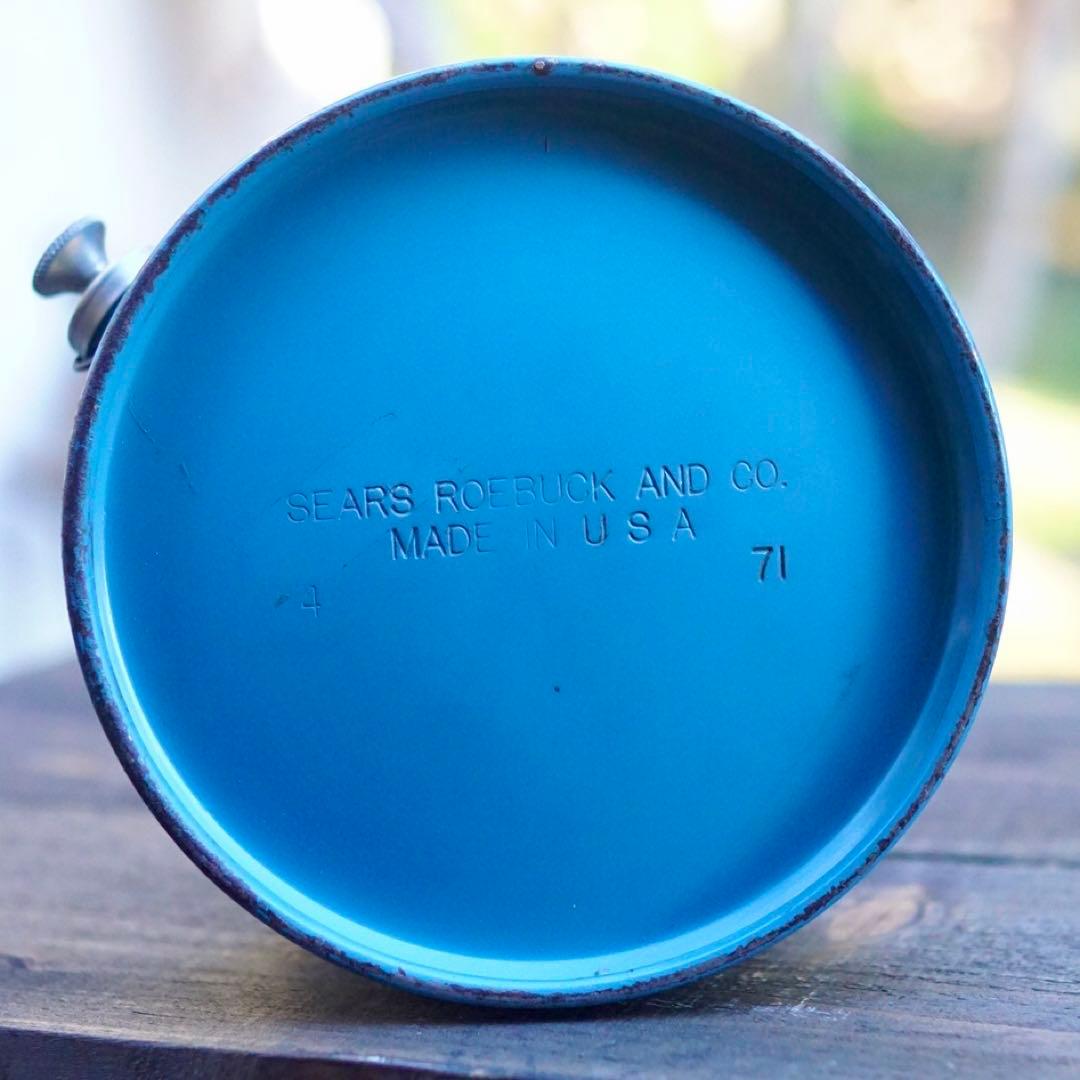 SEARS ROEBUCK AND CO.
MADE IN U S A
4 71